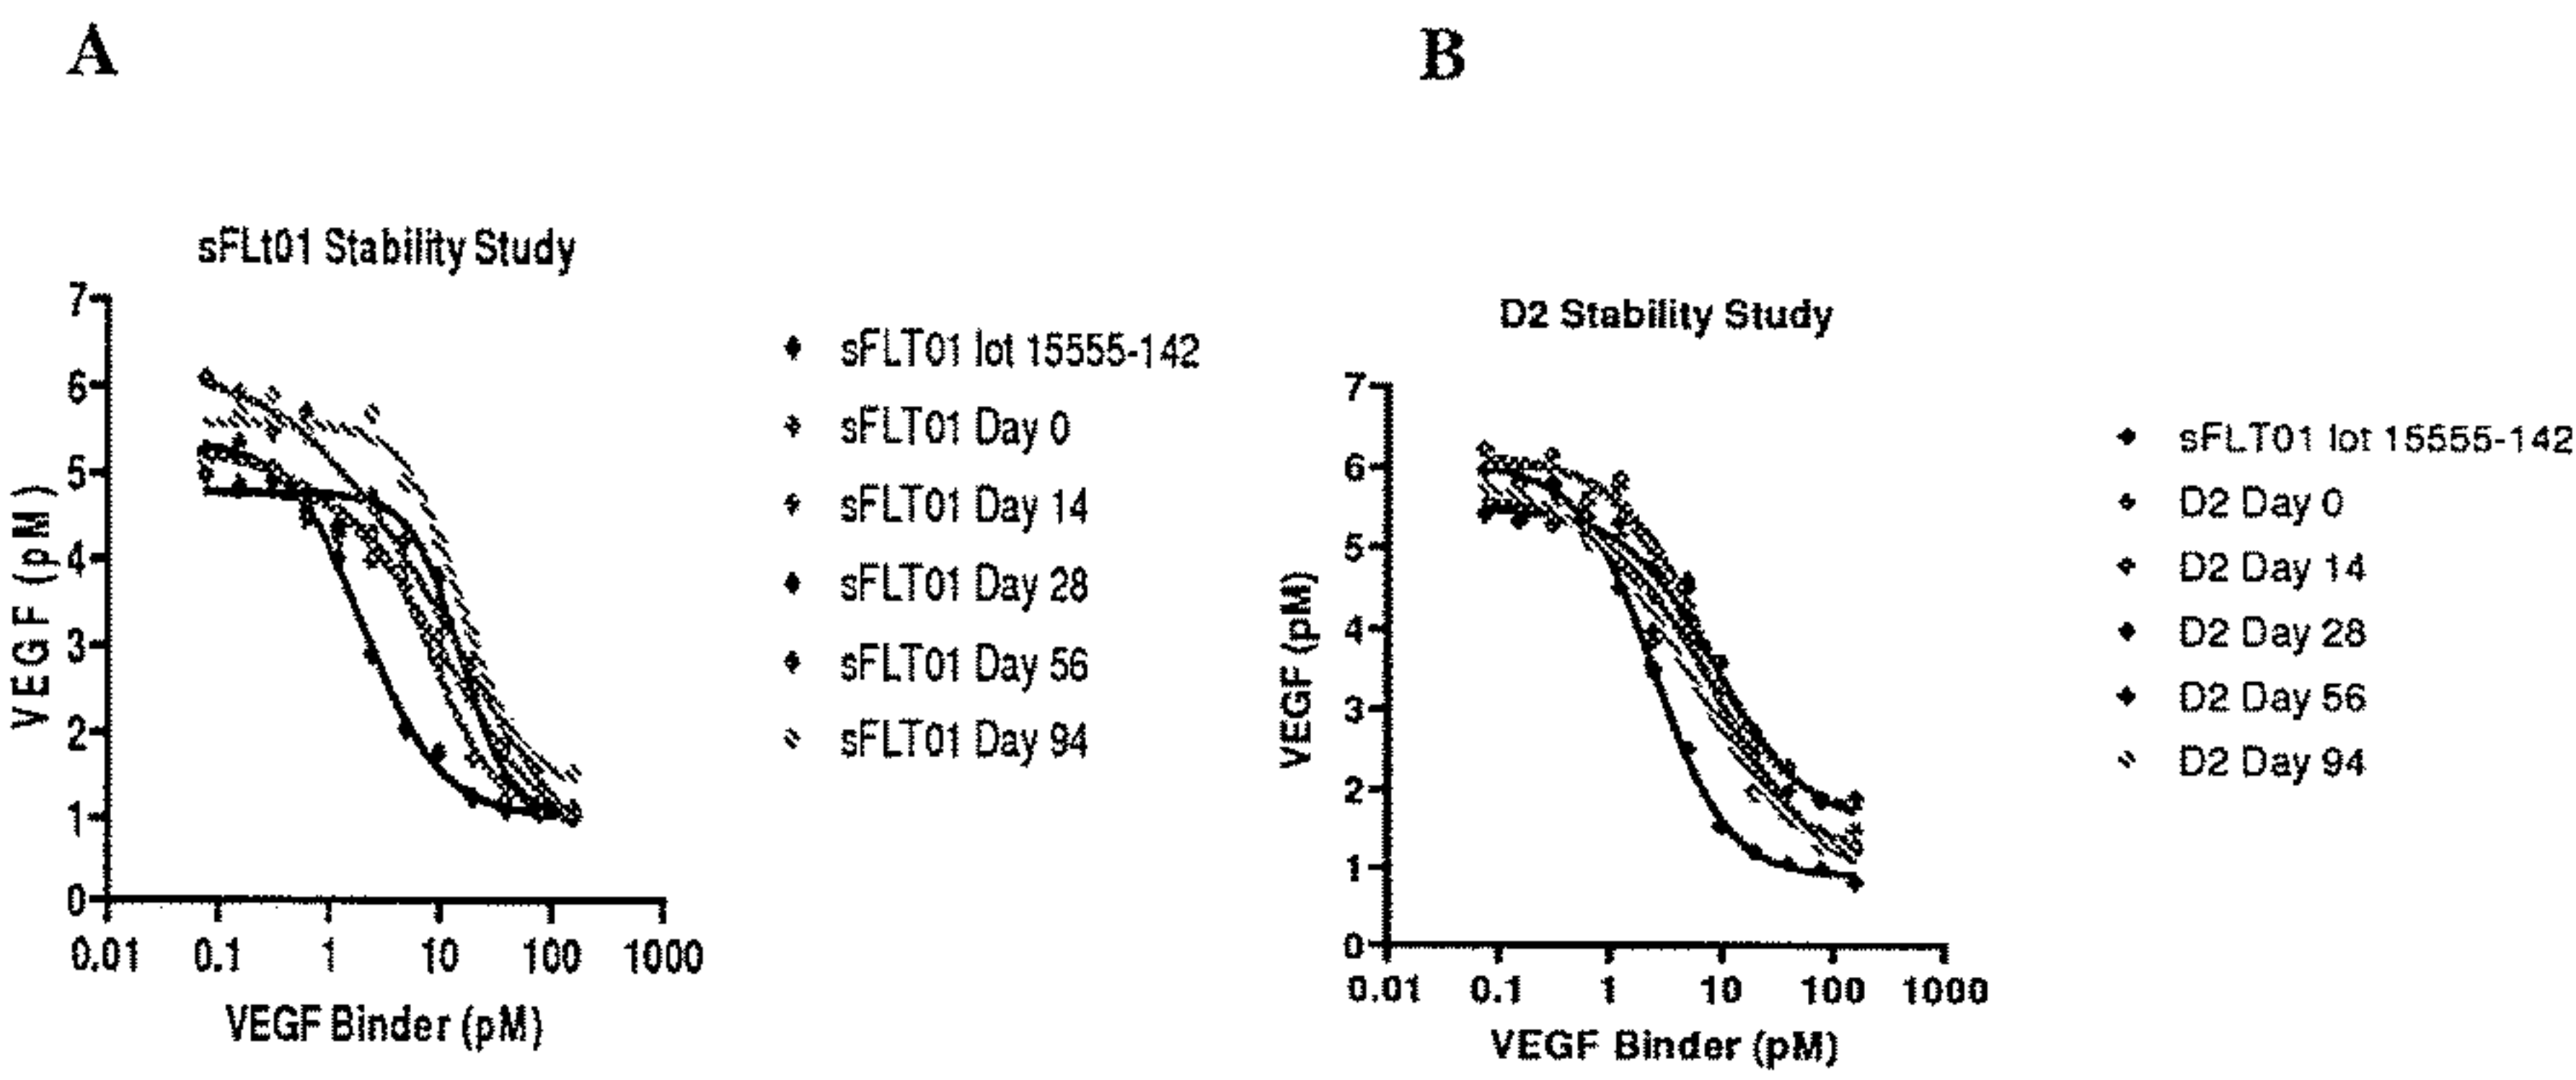 A
B
sFLt01 Stability Study
7
6
5
4
3
2
1
0
VEGF (pM)
0.01 0.1 1 10 100 1000
VEGF Binder (pM)
sFLT01 lot 15555-142
sFLT01 Day 0
sFLT01 Day 14
sFLT01 Day 28
sFLT01 Day 56
sFLT01 Day 94
D2 Stability Study
7
6
5
4
3
2
1
0
VEGF (pM)
0.01 0.1 1 10 100 1000
VEGF Binder (pM)
sFLT01 lot 15555-142
D2 Day 0
D2 Day 14
D2 Day 28
D2 Day 56
D2 Day 94